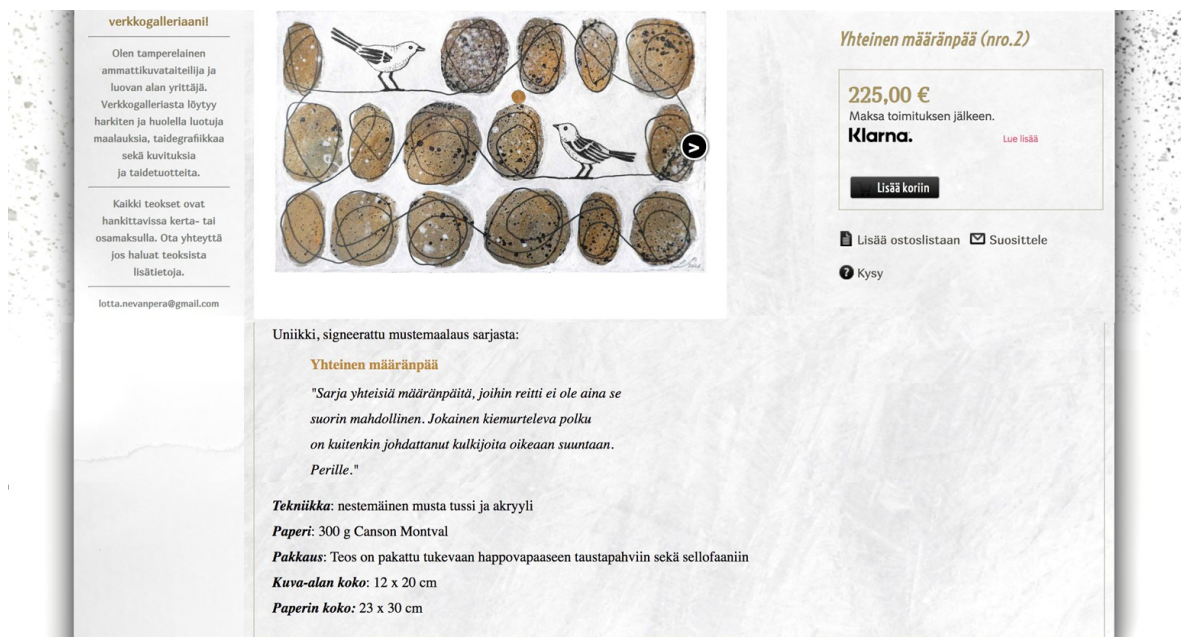 verkkogalleriaani!
Olen tamperelainen
ammattikuvataiteilija ja
luovan alan yrittäjä.
Verkkogalleriasta löytyy
harkiten ja huolella luotuja
maalauksia, taidegrafiikkaa
sekä kuvituksia
ja taidetuotteita.
Kaikki teokset ovat
hankittavissa kerta- tai
osamaksulla. Ota yhteyttä
jos haluat teoksista
lisätietoja.
lotta.nevanpera@gmail.com
>
Yhteinen määränpää (nro.2)
225,00 €
Maksa toimituksen jälkeen.
Klarna.
Lue lisää
Lisää koriin
Lisää ostoslistaan
Suosittele
? Kysy
Uniikki, signeerattu mustemaalaus sarjasta:
Yhteinen määränpää
"Sarja yhteisiä määränpäitä, joihin reitti ei ole aina se
suorin mahdollinen. Jokainen kiemurteleva polku
on kuitenkin johdattanut kulkijoita oikeaan suuntaan.
Perille."
Tekniikka: nestemäinen musta tussi ja akryyli
Paperi: 300 g Canson Montval
Pakkaus: Teos on pakattu tukevaan happovapaaseen taustapahviin sekä sellofaaniin
Kuva-alan koko: 12 x 20 cm
Paperin koko: 23 x 30 cm